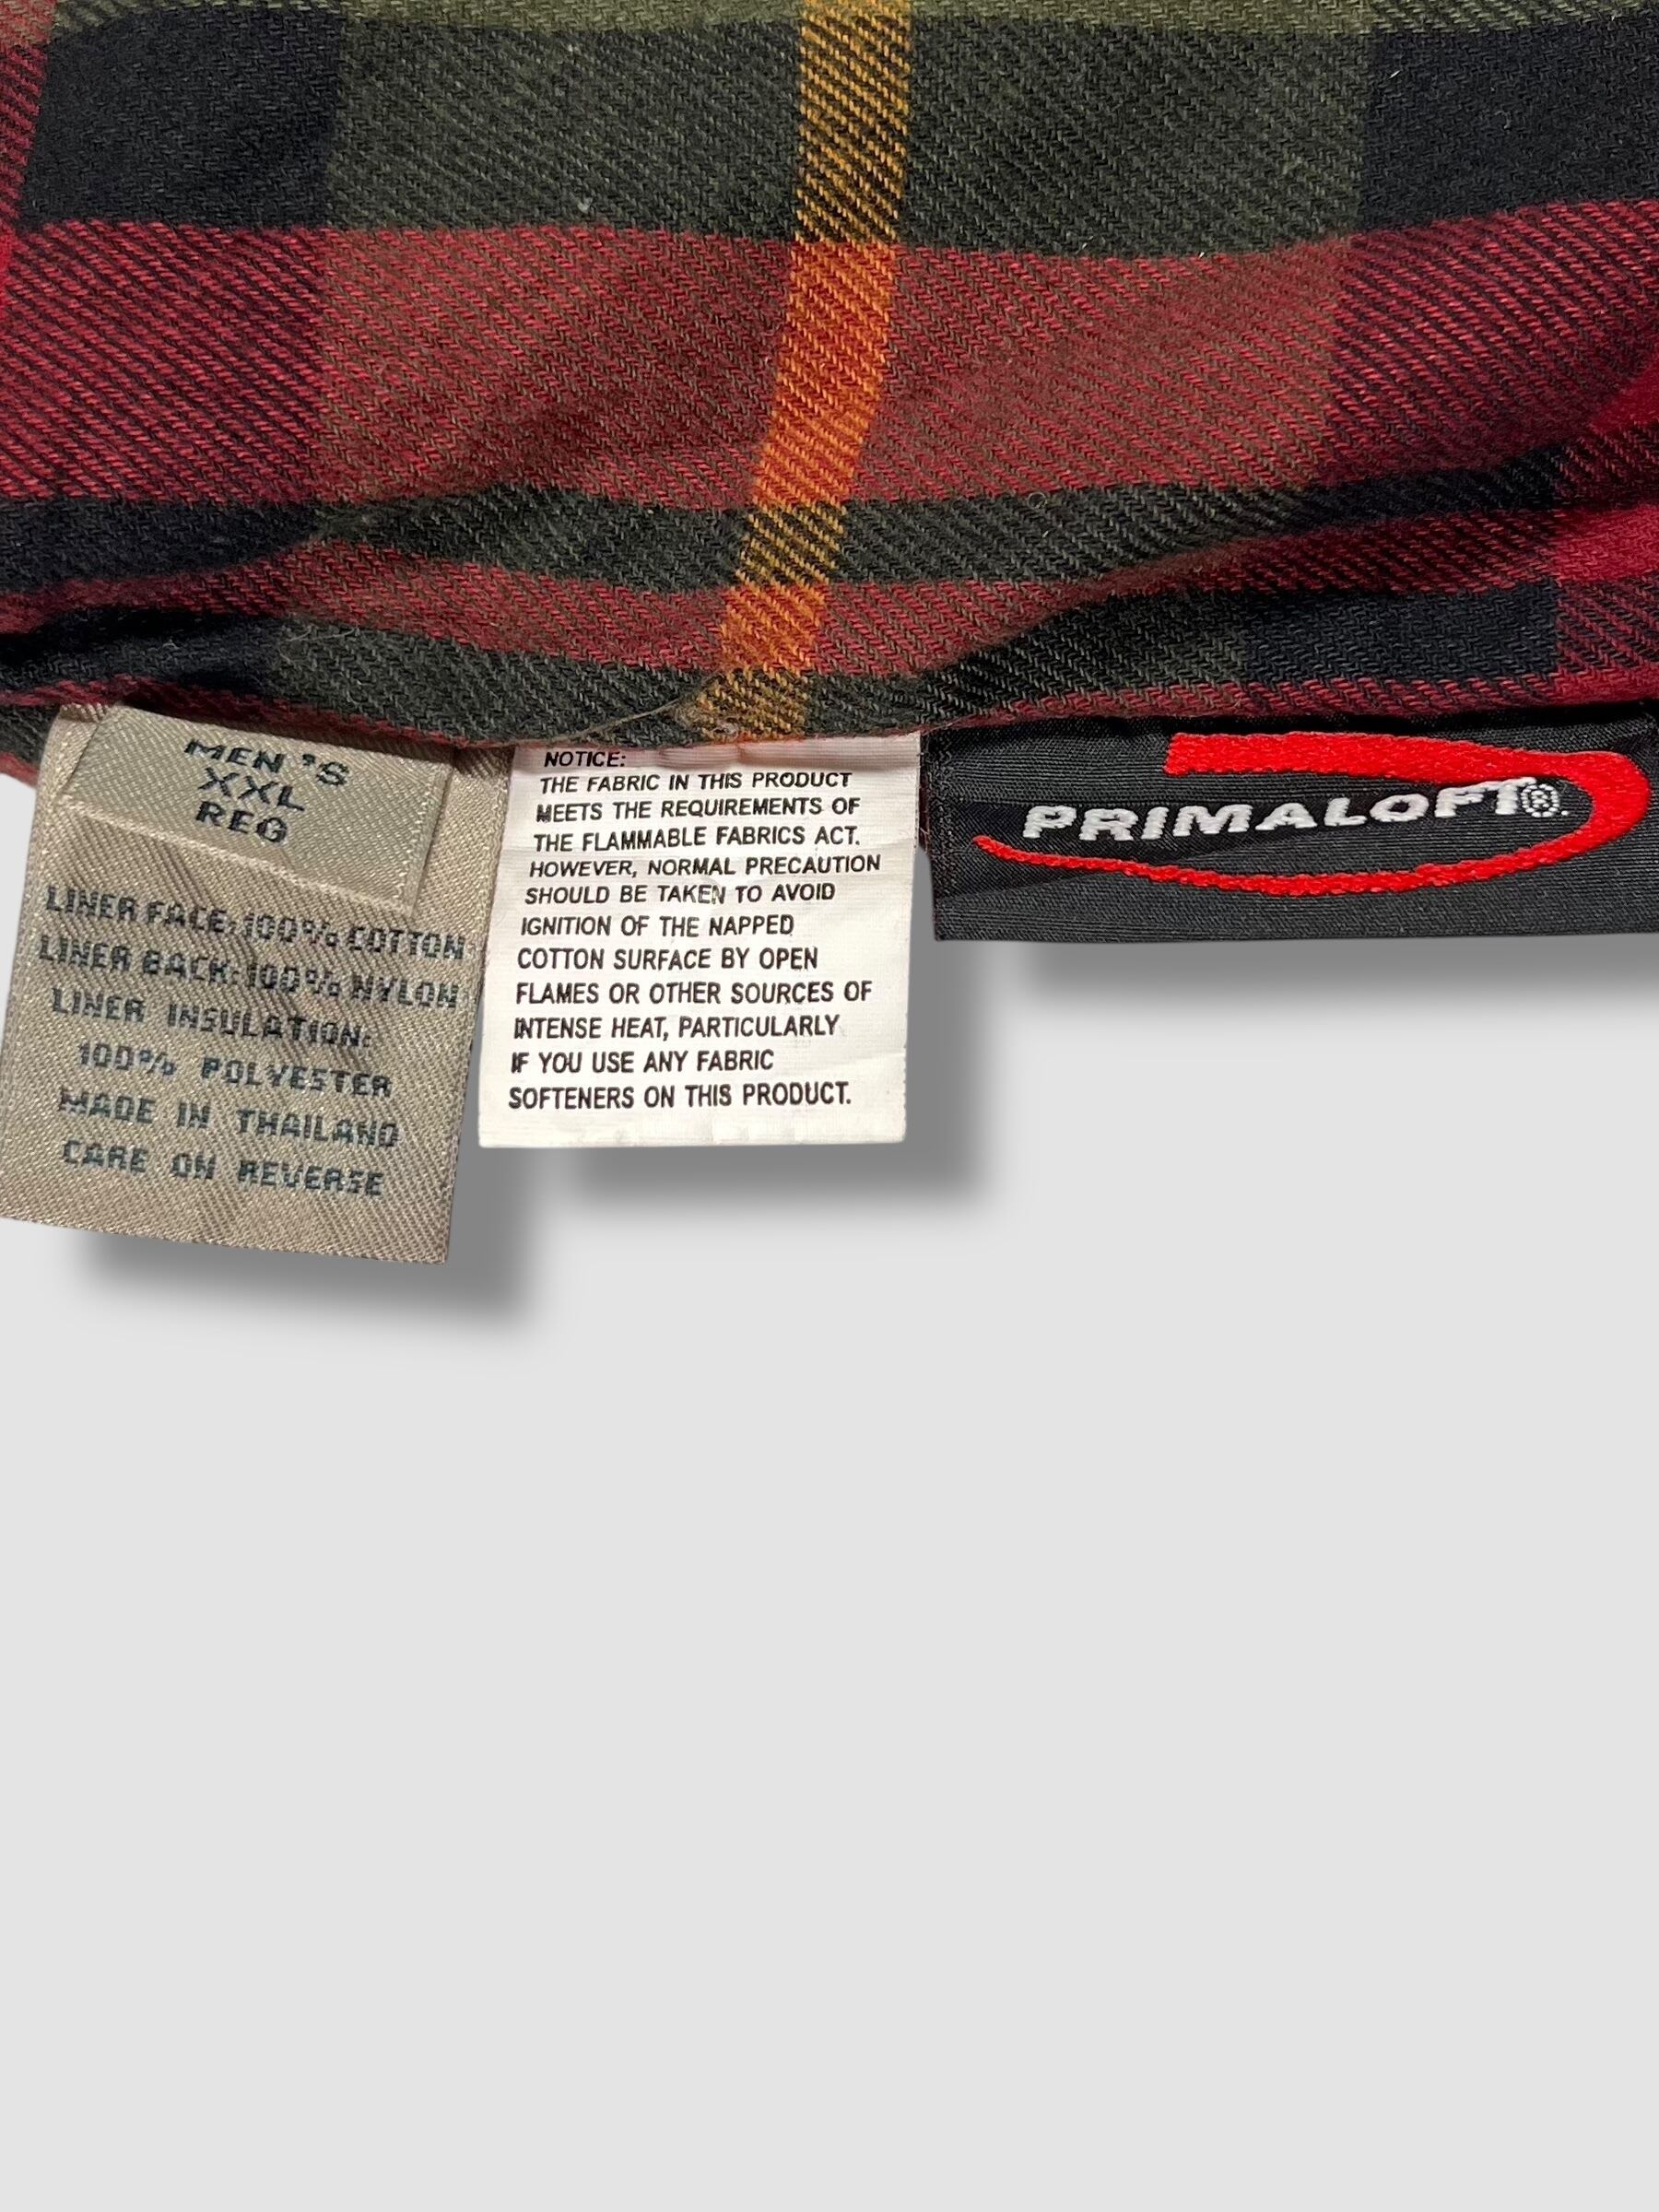 MEN'S
XXL
REG
LINER FACE: 100% COTTON
LINER BACK: 100% NYLON
LINER INSULATION:
100% POLYESTER
MADE IN THAILAND
CARE ON REVERSE
NOTICE:
THE FABRIC IN THIS PRODUCT
MEETS THE REQUIREMENTS OF
THE FLAMMABLE FABRICS ACT.
HOWEVER, NORMAL PRECAUTION
SHOULD BE TAKEN TO AVOID
IGNITION OF THE NAPPED
COTTON SURFACE BY OPEN
FLAMES OR OTHER SOURCES OF
INTENSE HEAT, PARTICULARLY
IF YOU USE ANY FABRIC
SOFTENERS ON THIS PRODUCT.
PRIMALOFT®